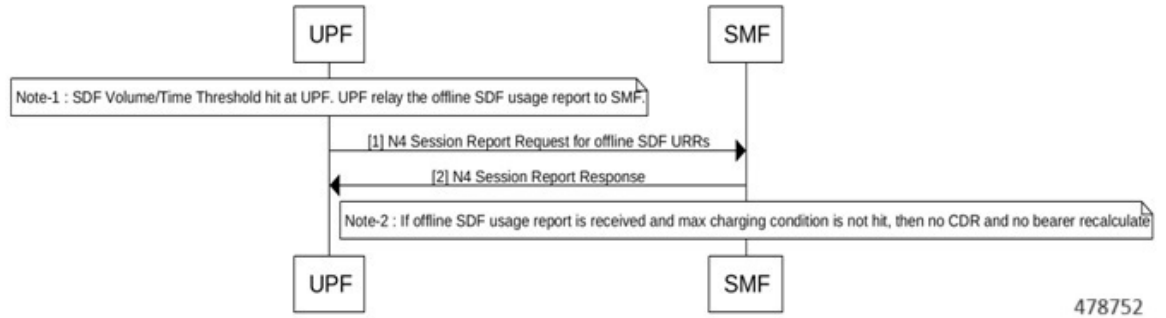 UPF SMF
Note-1 : SDF Volume/Time Threshold hit at UPF. UPF relay the offline SDF usage report to SMF.
[1] N4 Session Report Request for offline SDF URRs
[2] N4 Session Report Response
Note-2 : If offline SDF usage report is received and max charging condition is not hit, then no CDR and no bearer recalculate
UPF SMF
478752